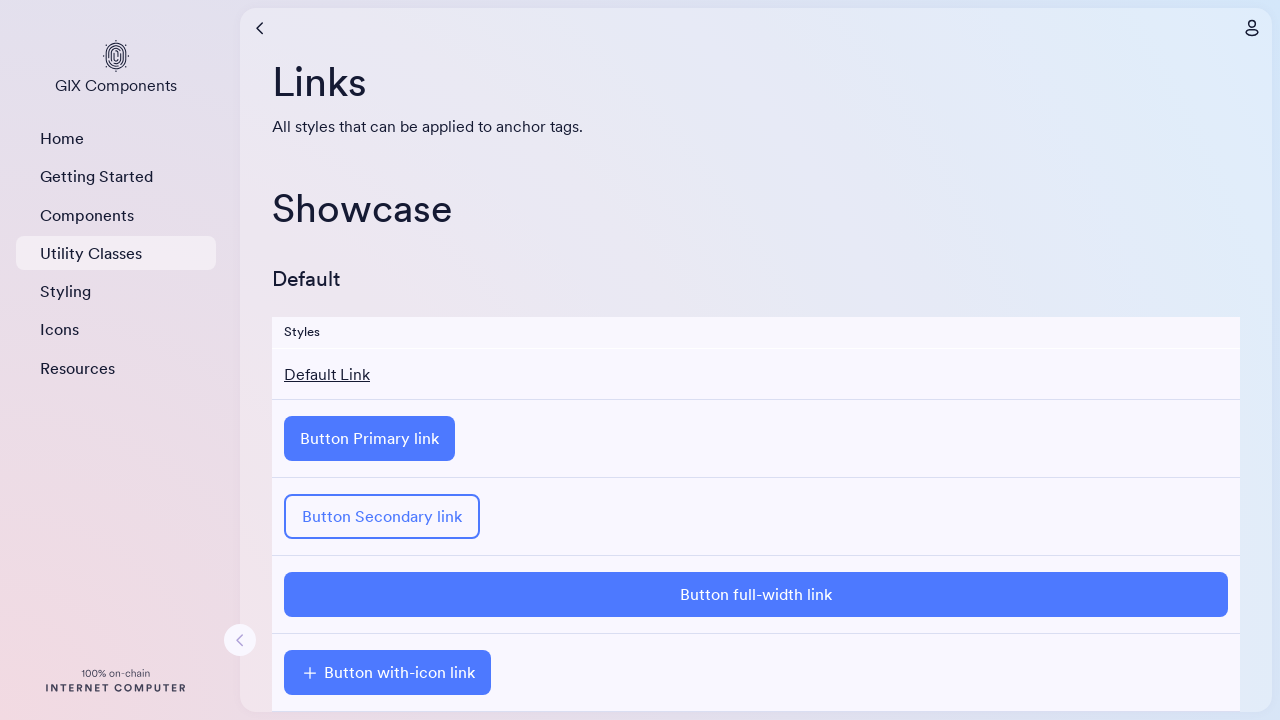 GIX Components
Home
Getting Started
Components
Utility Classes
Styling
Icons
Resources
100% on-chain
INTERNET COMPUTER
Links
All styles that can be applied to anchor tags.
Showcase
Default
Styles
Default Link
Button Primary link
Button Secondary link
Button full-width link
Button with-icon link